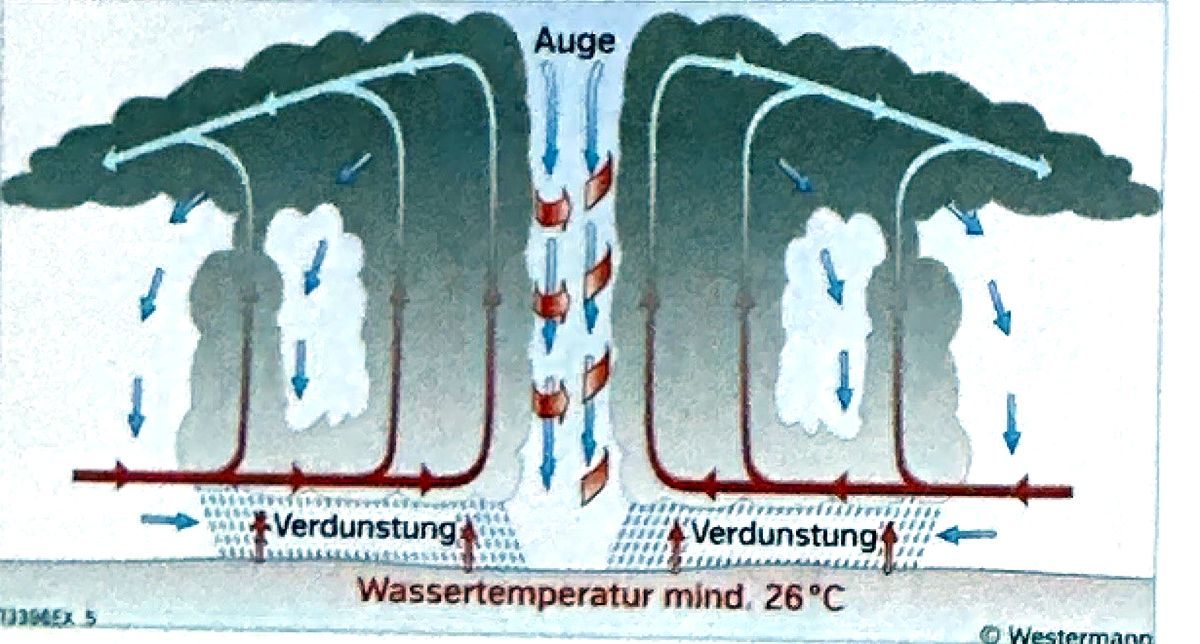 Auge
Verdunstung
Verdunstung
Wassertemperatur mind. 26°C
© Westermann